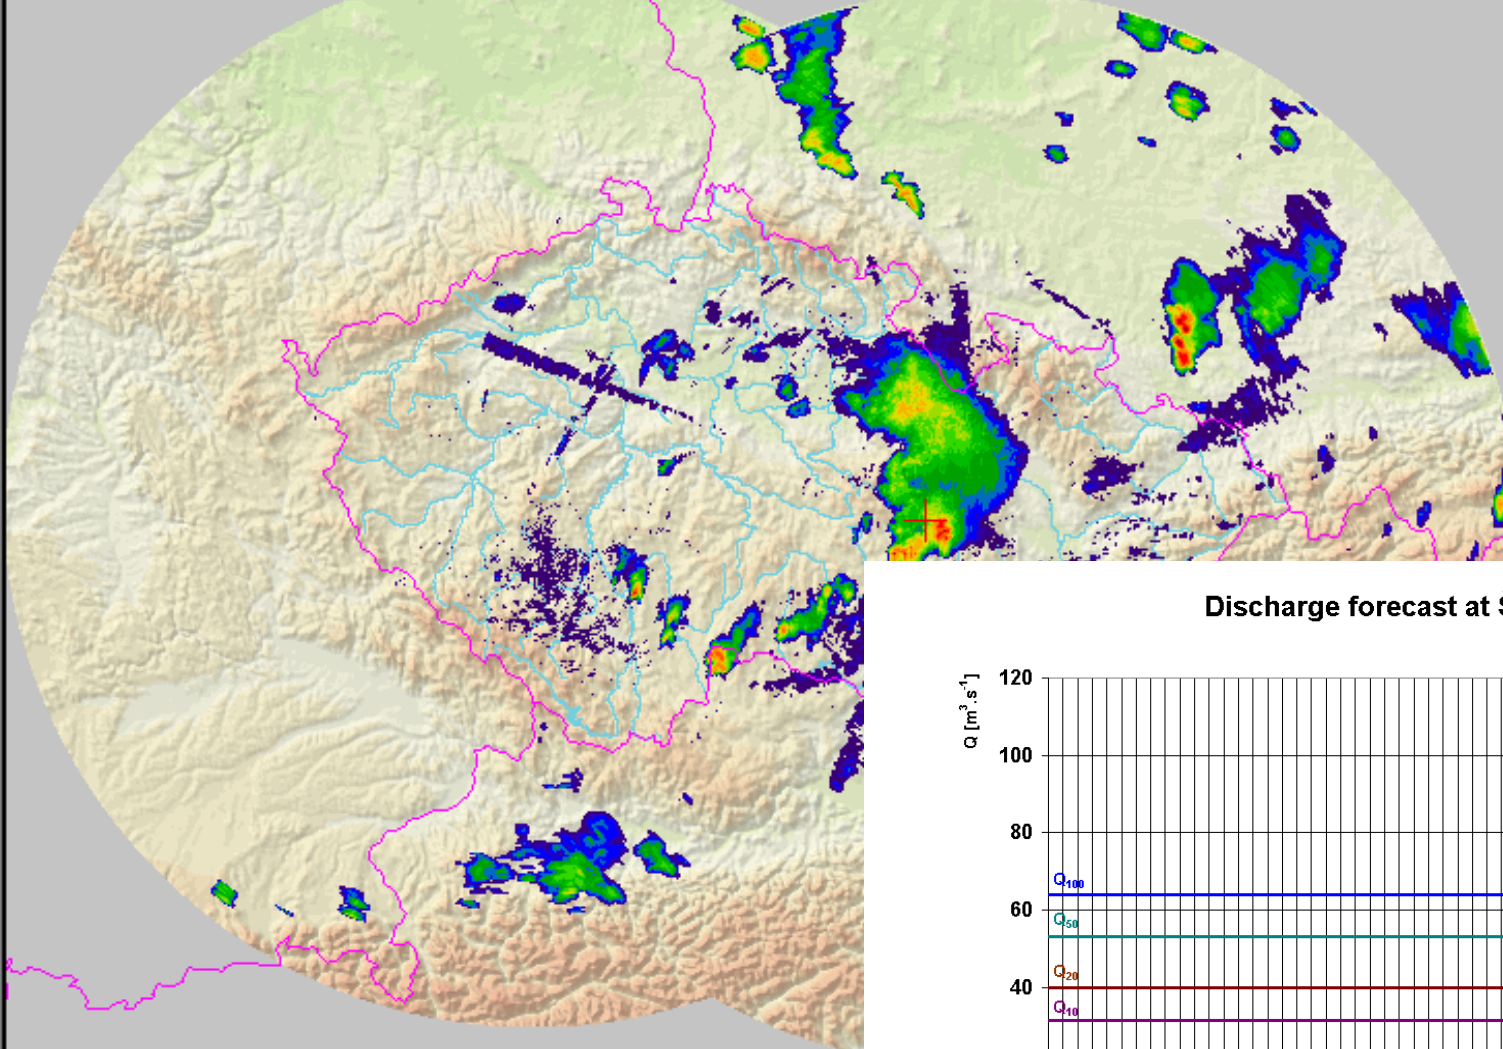 Discharge forecast at
Q [m³.s⁻¹]
120
100
80
Q₁₀₀
60
Q₅₀
Q₂₀
40
Q₁₀